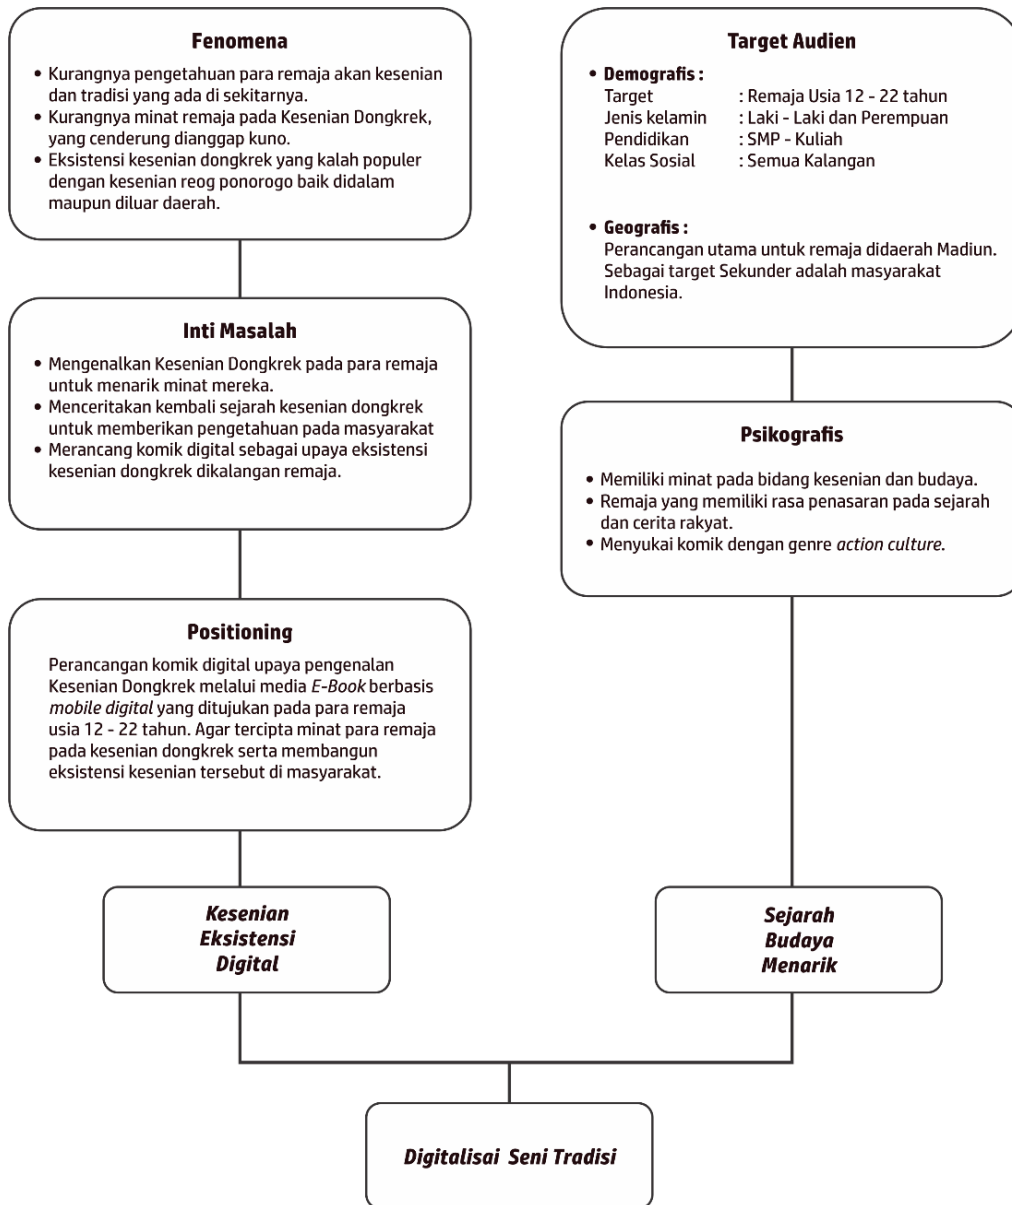 Fenomena
• Kurangnya pengetahuan para remaja akan kesenian
dan tradisi yang ada di sekitarnya.
• Kurangnya minat remaja pada Kesenian Dongkrek,
yang cenderung dianggap kuno.
• Eksistensi kesenian dongkrek yang kalah populer
dengan kesenian reog ponorogo baik didalam
maupun diluar daerah.
Inti Masalah
• Mengenalkan Kesenian Dongkrek pada para remaja
untuk menarik minat mereka.
• Menceritakan kembali sejarah kesenian dongkrek
untuk memberikan pengetahuan pada masyarakat
• Merancang komik digital sebagai upaya eksistensi
kesenian dongkrek dikalangan remaja.
Positioning
Perancangan komik digital upaya pengenalan
Kesenian Dongkrek melalui media E-Book berbasis
mobile digital yang ditujukan pada para remaja
usia 12 - 22 tahun. Agar tercipta minat para remaja
pada kesenian dongkrek serta membangun
eksistensi kesenian tersebut di masyarakat.
Kesenian
Eksistensi
Digital
Target Audien
• Demografis :
Target : Remaja Usia 12 - 22 tahun
Jenis kelamin : Laki - Laki dan Perempuan
Pendidikan : SMP - Kuliah
Kelas Sosial : Semua Kalangan
• Geografis :
Perancangan utama untuk remaja didaerah Madiun.
Sebagai target Sekunder adalah masyarakat
Indonesia.
Psikografis
• Memiliki minat pada bidang kesenian dan budaya.
• Remaja yang memiliki rasa penasaran pada sejarah
dan cerita rakyat.
• Menyukai komik dengan genre action culture.
Sejarah
Budaya
Menarik
Digitalisai Seni Tradisi